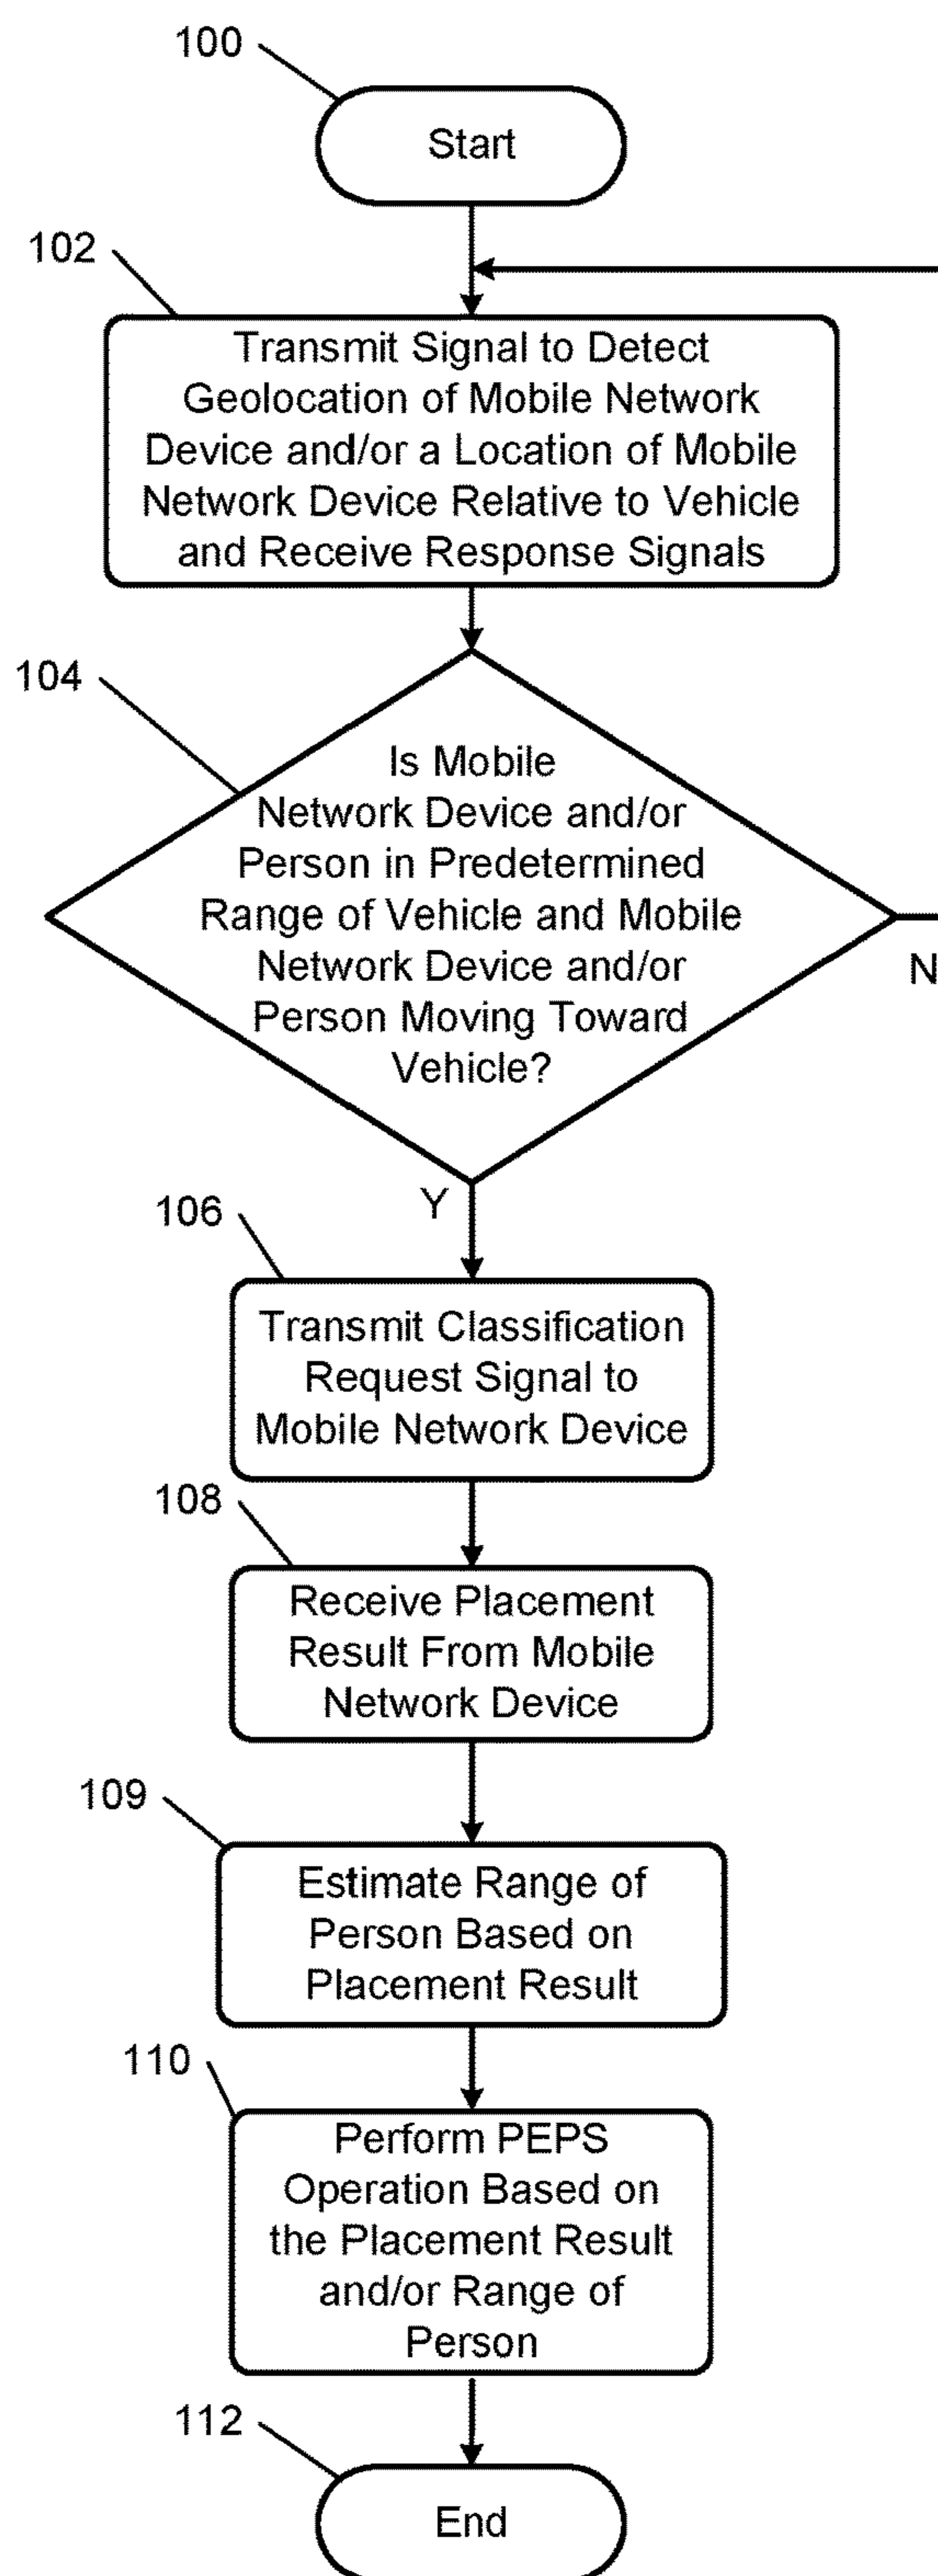 100
Start
102
Transmit Signal to Detect
Geolocation of Mobile Network
Device and/or a Location of Mobile
Network Device Relative to Vehicle
and Receive Response Signals
104
Is Mobile
Network Device and/or
Person in Predetermined
Range of Vehicle and Mobile
Network Device and/or
Person Moving Toward
Vehicle?
N
Y
106
Transmit Classification
Request Signal to
Mobile Network Device
108
Receive Placement
Result From Mobile
Network Device
109
Estimate Range of
Person Based on
Placement Result
110
Perform PEPS
Operation Based on
the Placement Result
and/or Range of
Person
112
End